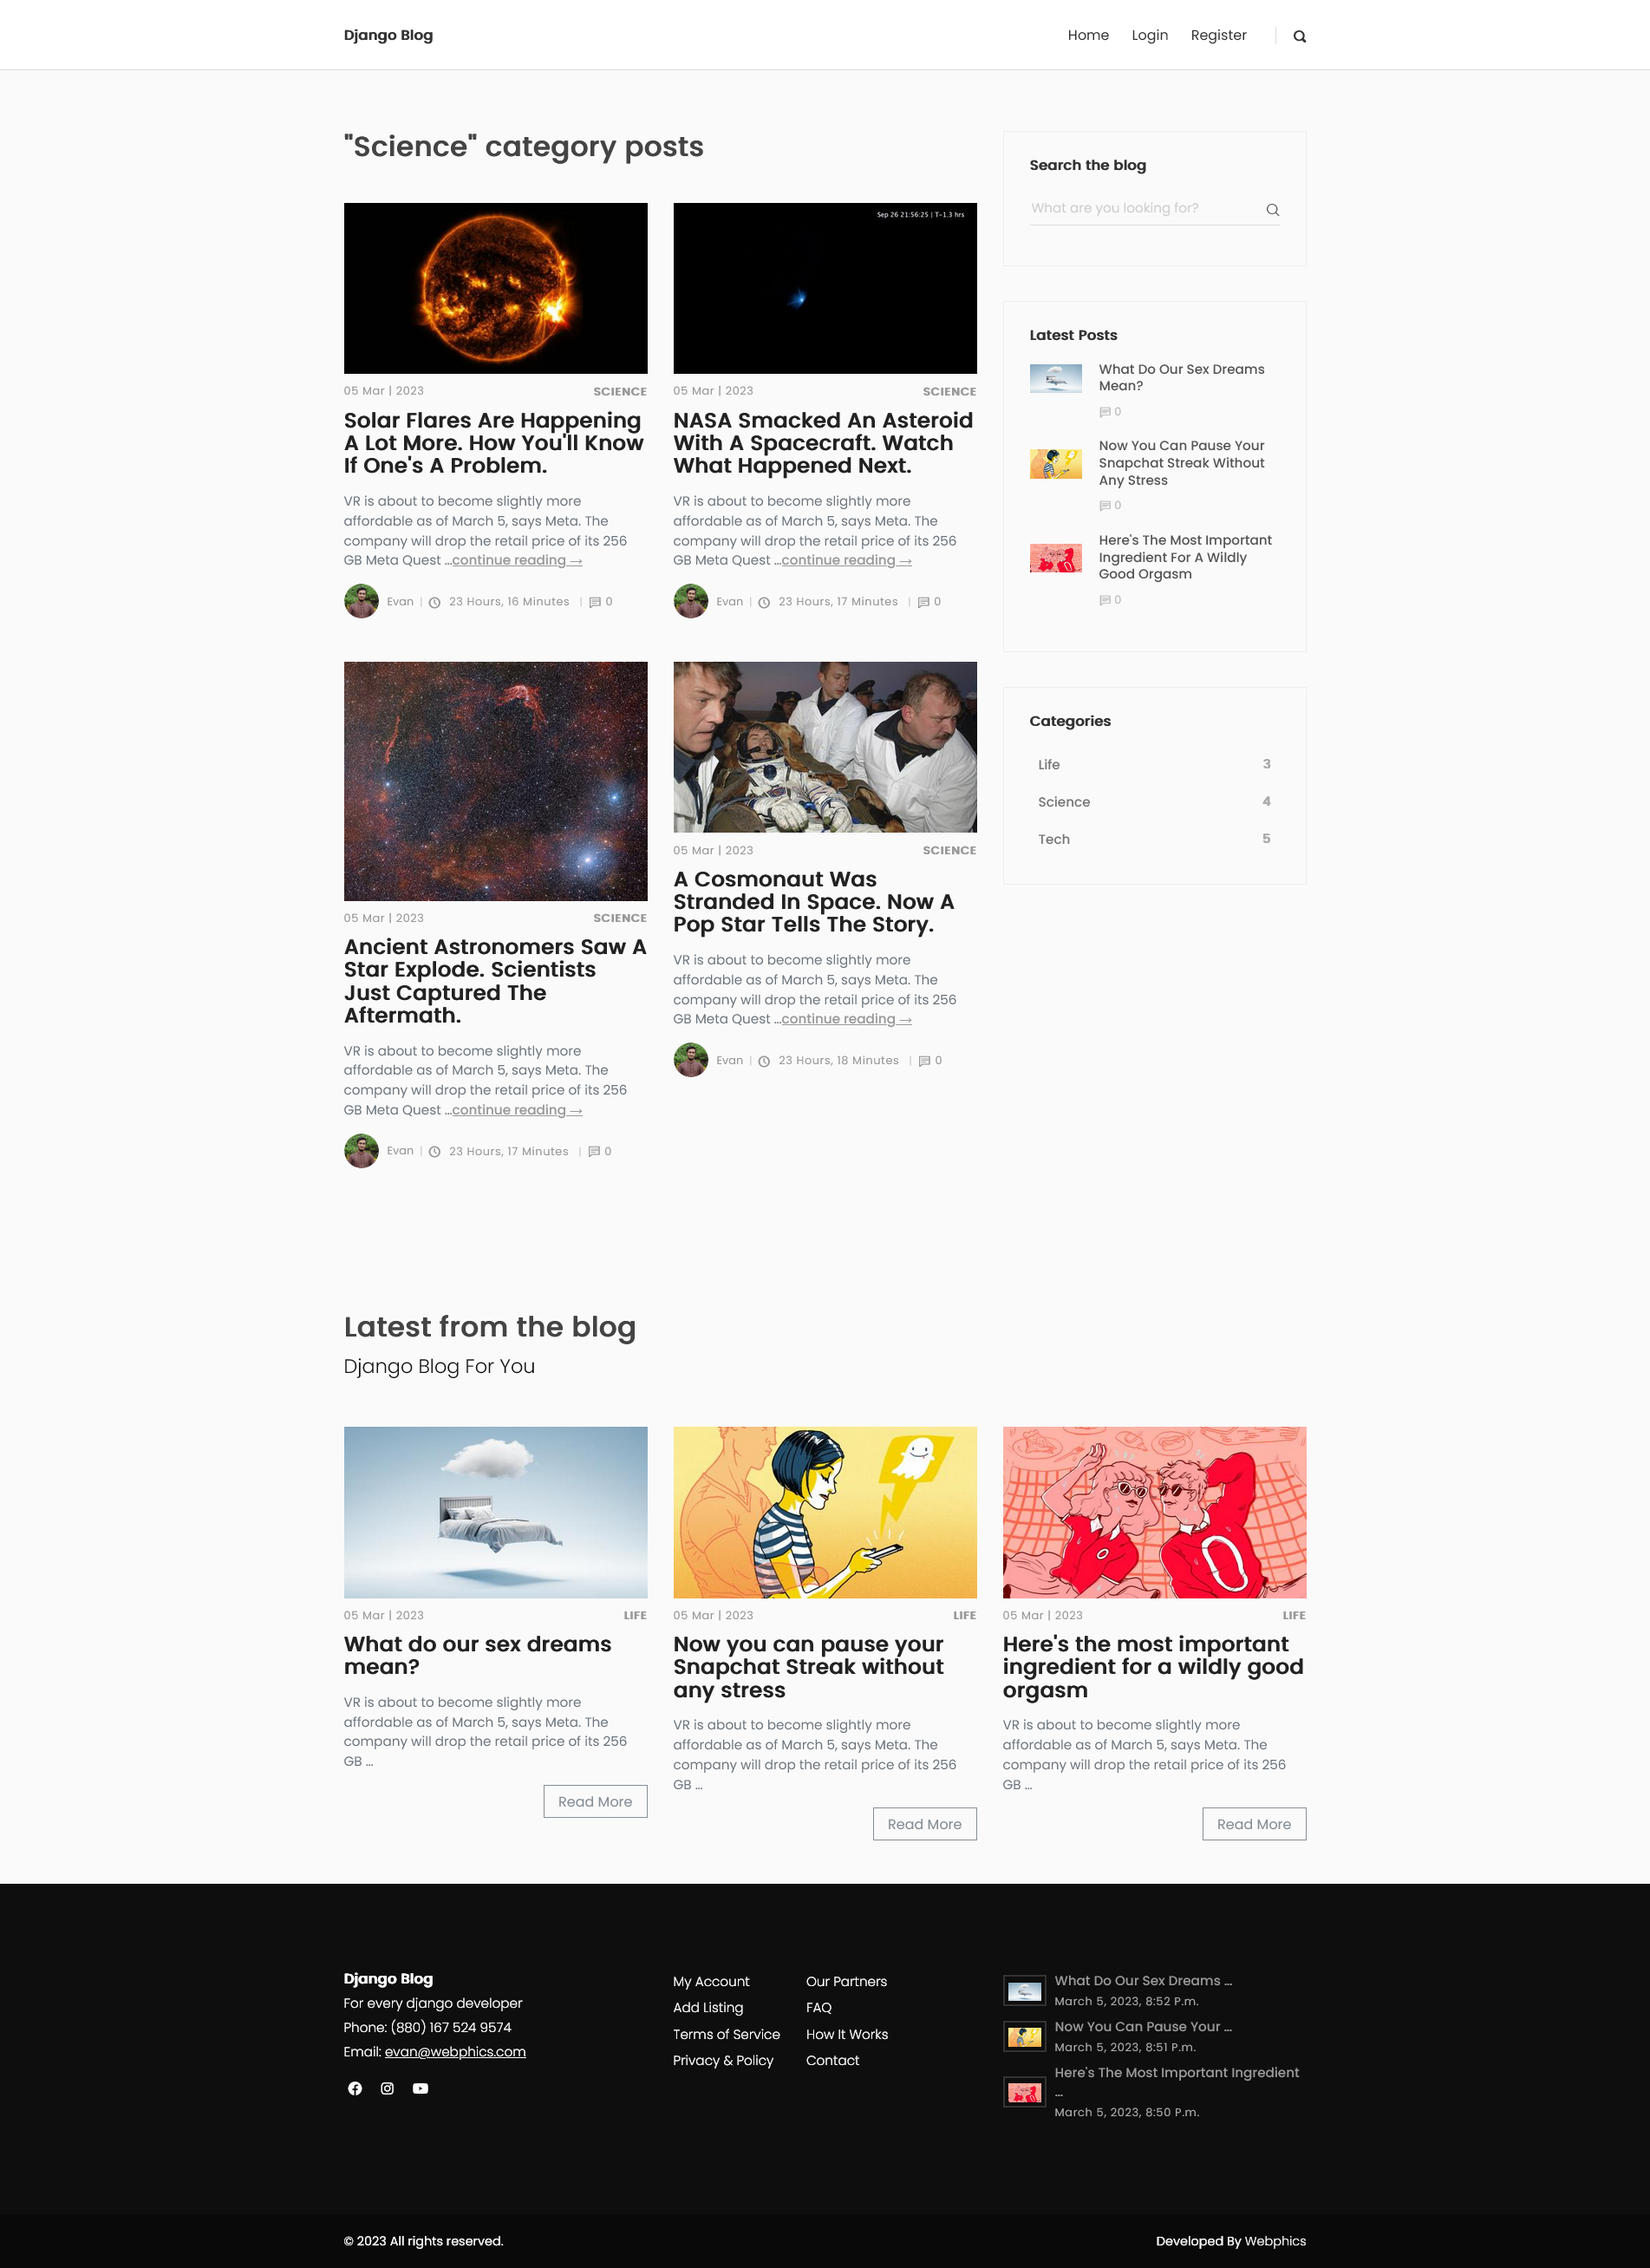 Django Blog
Home Login Register
"Science" category posts
Sep 26 21:56:25 | T-1.3 hrs
05 Mar | 2023 SCIENCE
Solar Flares Are Happening
A Lot More. How You'll Know
If One's A Problem.
VR is about to become slightly more
affordable as of March 5, says Meta. The
company will drop the retail price of its 256
GB Meta Quest ...continue reading →
Evan | 23 Hours, 16 Minutes | 0
05 Mar | 2023 SCIENCE
NASA Smacked An Asteroid
With A Spacecraft. Watch
What Happened Next.
VR is about to become slightly more
affordable as of March 5, says Meta. The
company will drop the retail price of its 256
GB Meta Quest ...continue reading →
Evan | 23 Hours, 17 Minutes | 0
05 Mar | 2023 SCIENCE
Ancient Astronomers Saw A
Star Explode. Scientists
Just Captured The
Aftermath.
VR is about to become slightly more
affordable as of March 5, says Meta. The
company will drop the retail price of its 256
GB Meta Quest ...continue reading →
Evan | 23 Hours, 17 Minutes | 0
05 Mar | 2023 SCIENCE
A Cosmonaut Was
Stranded In Space. Now A
Pop Star Tells The Story.
VR is about to become slightly more
affordable as of March 5, says Meta. The
company will drop the retail price of its 256
GB Meta Quest ...continue reading →
Evan | 23 Hours, 18 Minutes | 0
Search the blog
What are you looking for?
Latest Posts
What Do Our Sex Dreams
Mean?
0
Now You Can Pause Your
Snapchat Streak Without
Any Stress
0
Here's The Most Important
Ingredient For A Wildly
Good Orgasm
0
Categories
Life 3
Science 4
Tech 5
Latest from the blog
Django Blog For You
05 Mar | 2023 LIFE
What do our sex dreams
mean?
VR is about to become slightly more
affordable as of March 5, says Meta. The
company will drop the retail price of its 256
GB ...
Read More
05 Mar | 2023 LIFE
Now you can pause your
Snapchat Streak without
any stress
VR is about to become slightly more
affordable as of March 5, says Meta. The
company will drop the retail price of its 256
GB ...
Read More
05 Mar | 2023 LIFE
Here's the most important
ingredient for a wildly good
orgasm
VR is about to become slightly more
affordable as of March 5, says Meta. The
company will drop the retail price of its 256
GB ...
Read More
Django Blog
For every django developer
Phone: (880) 167 524 9574
Email: evan@webphics.com
My Account
Add Listing
Terms of Service
Privacy & Policy
Our Partners
FAQ
How It Works
Contact
What Do Our Sex Dreams ...
March 5, 2023, 8:52 P.m.
Now You Can Pause Your ...
March 5, 2023, 8:51 P.m.
Here's The Most Important Ingredient
...
March 5, 2023, 8:50 P.m.
© 2023 All rights reserved.
Developed By Webphics